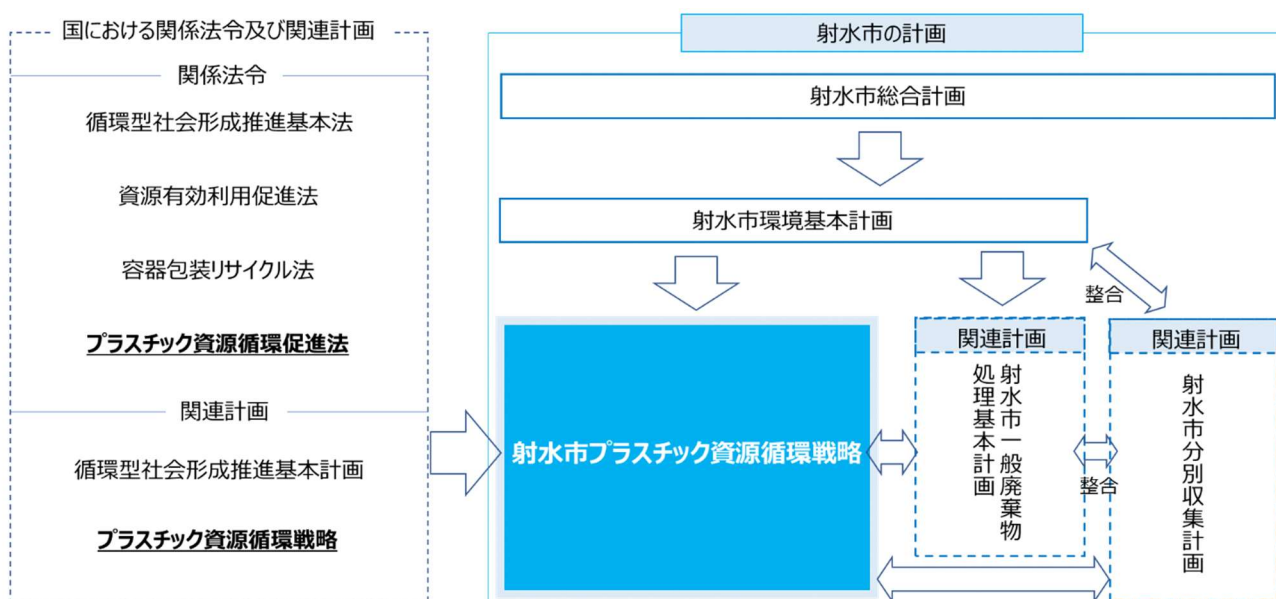 国における関係法令及び関連計画
関係法令
循環型社会形成推進基本法
資源有効利用促進法
容器包装リサイクル法
プラスチック資源循環促進法
関連計画
循環型社会形成推進基本計画
プラスチック資源循環戦略
射水市の計画
射水市総合計画
射水市環境基本計画
整合
射水市プラスチック資源循環戦略
関連計画
射水市一般廃棄物
処理基本計画
整合
関連計画
射水市分別収集計画